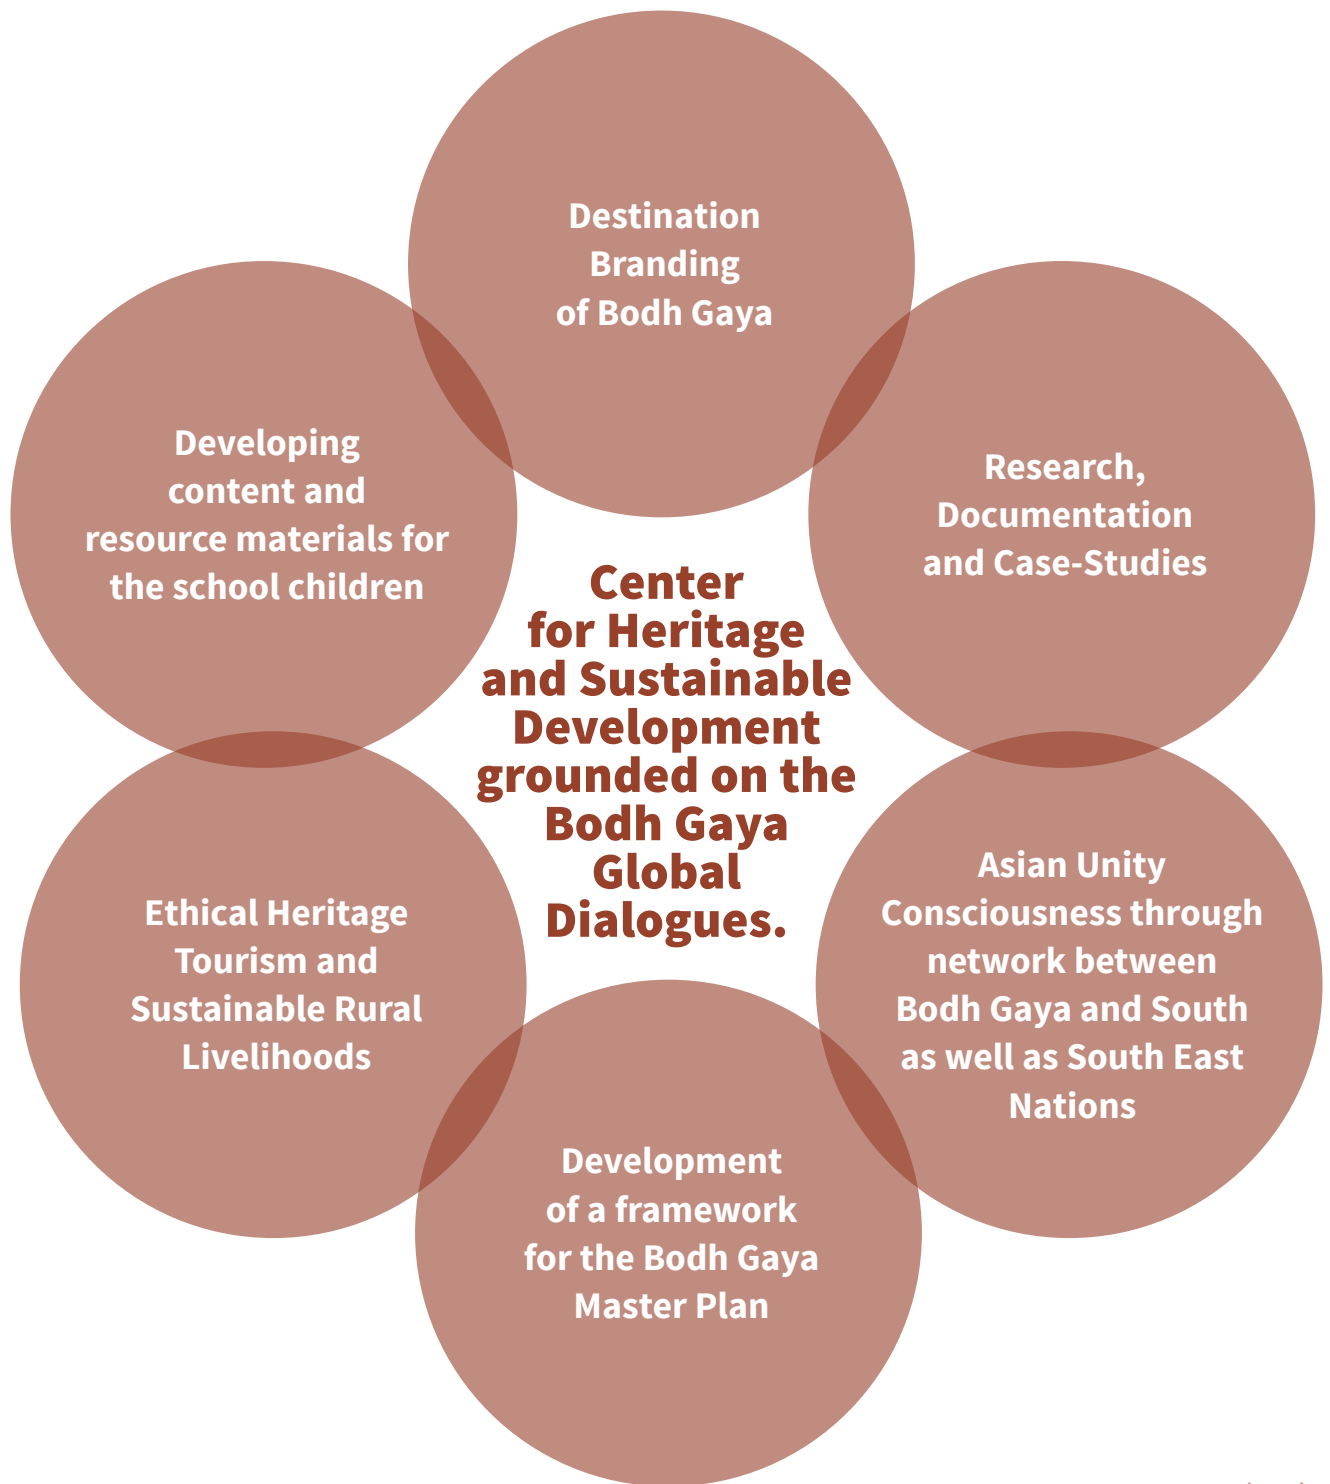 Destination
Branding
of Bodh Gaya
Developing
content and
resource materials for
the school children
Research,
Documentation
and Case-Studies
Center
for Heritage
and Sustainable
Development
grounded on the
Bodh Gaya
Global
Dialogues.
Ethical Heritage
Tourism and
Sustainable Rural
Livelihoods
Asian Unity
Consciousness through
network between
Bodh Gaya and South
as well as South East
Nations
Development
of a framework
for the Bodh Gaya
Master Plan